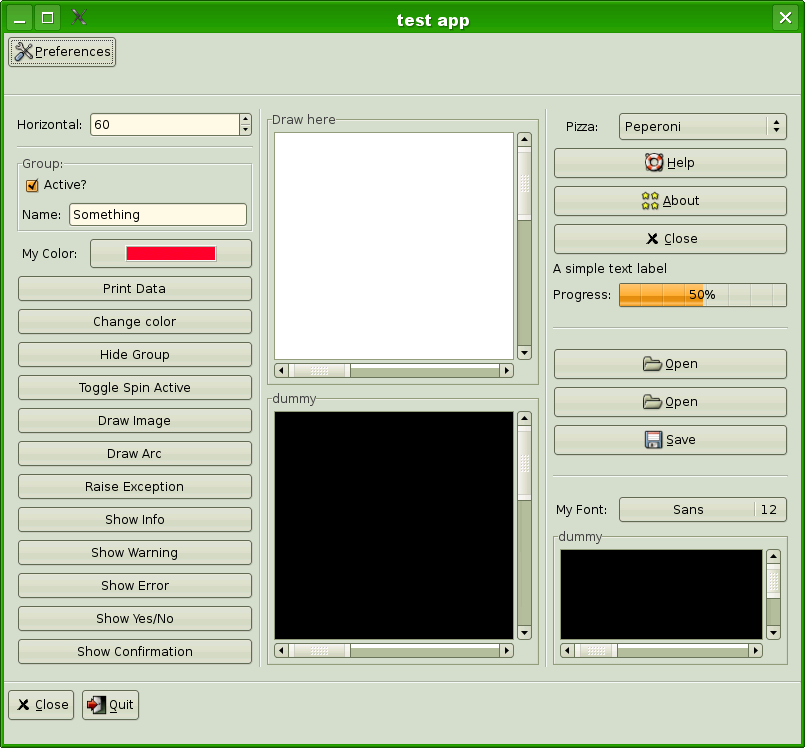 test app
Preferences
Horizontal: 60
Group:
Active?
Name: Something
My Color:
Print Data
Change color
Hide Group
Toggle Spin Active
Draw Image
Draw Arc
Raise Exception
Show Info
Show Warning
Show Error
Show Yes/No
Show Confirmation
Draw here
dummy
Pizza: Peperoni
Help
About
Close
A simple text label
Progress: 50%
Open
Open
Save
My Font: Sans 12
dummy
Close
Quit